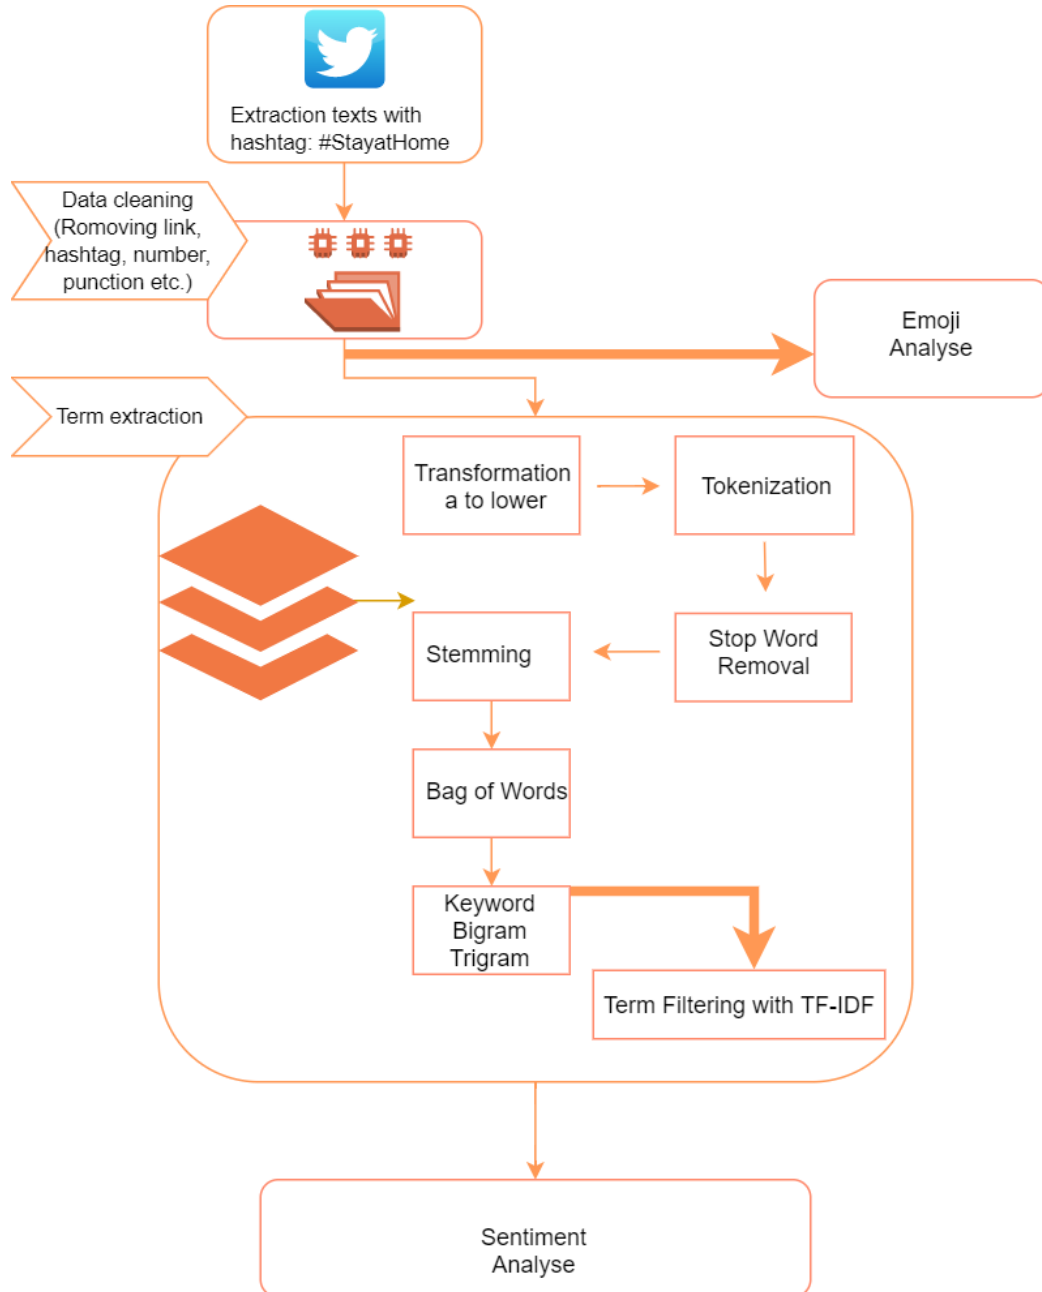 Extraction texts with
hashtag: #StayatHome
Data cleaning
(Romoving link,
hashtag, number,
punction etc.)
Emoji
Analyse
Term extraction
Transformation
a to lower
Tokenization
Stop Word
Removal
Stemming
Bag of Words
Keyword
Bigram
Trigram
Term Filtering with TF-IDF
Sentiment
Analyse